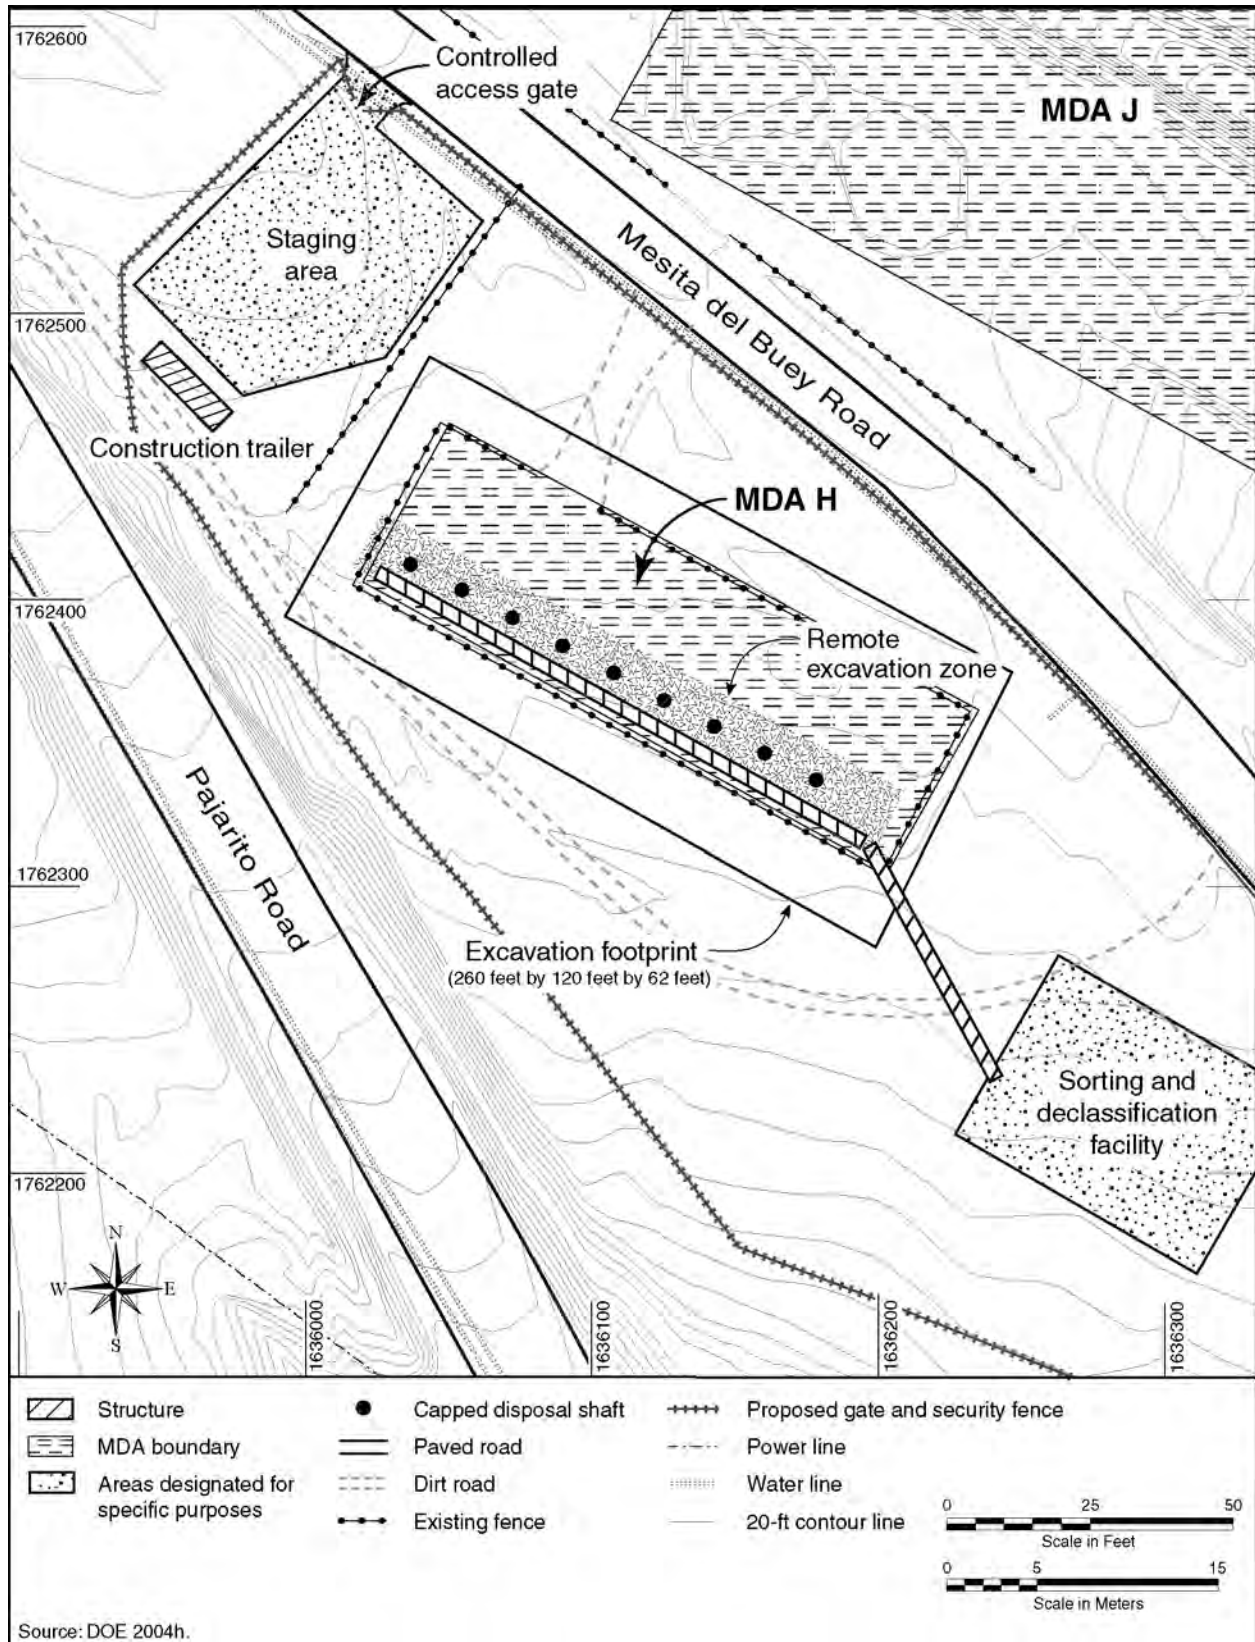 1762600
Controlled
access gate
MDA J
Staging
area
Mesita del Buey Road
1762500
Construction trailer
MDA H
1762400
Remote
excavation zone
Pajarito Road
1762300
Excavation footprint
(260 feet by 120 feet by 62 feet)
Sorting and
declassification
facility
1762200
N
W
E
S
1636000
1636100
1636200
1636300
Structure
MDA boundary
Areas designated for
specific purposes
Capped disposal shaft
Paved road
Dirt road
Existing fence
Proposed gate and security fence
Power line
Water line
20-ft contour line
0 25 50
Scale in Feet
0 5 15
Scale in Meters
Source: DOE 2004h.